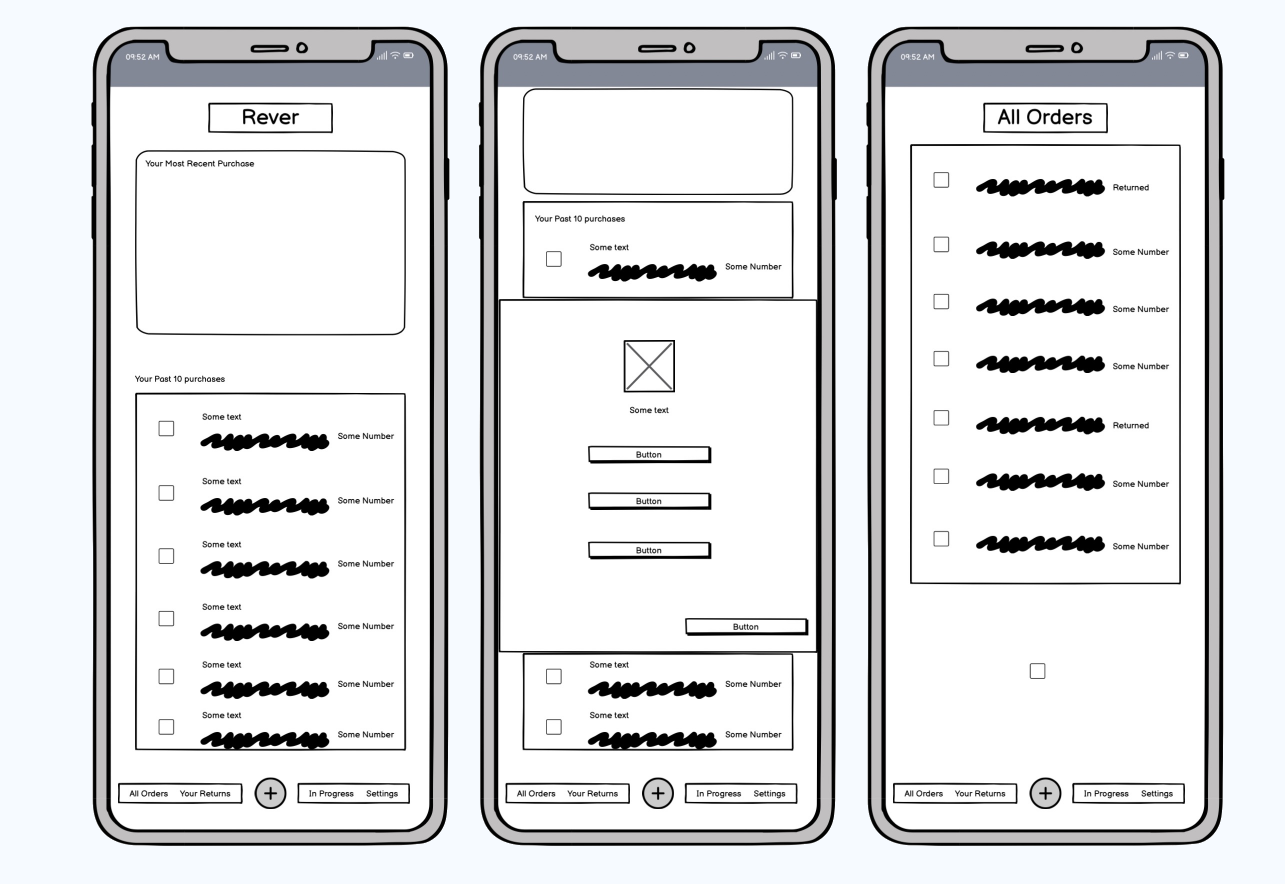 09:52 AM
Rever
Your Most Recent Purchase
Your Past 10 purchases
Some text
Some Number
Some text
Some Number
Some text
Some Number
Some text
Some Number
Some text
Some Number
Some text
Some Number
All Orders Your Returns + In Progress Settings
09:52 AM
Your Past 10 purchases
Some text
Some Number
Some text
Button
Button
Button
Button
Some text
Some Number
Some text
Some Number
All Orders Your Returns + In Progress Settings
09:52 AM
All Orders
Returned
Some Number
Some Number
Some Number
Returned
Some Number
Some Number
All Orders Your Returns + In Progress Settings